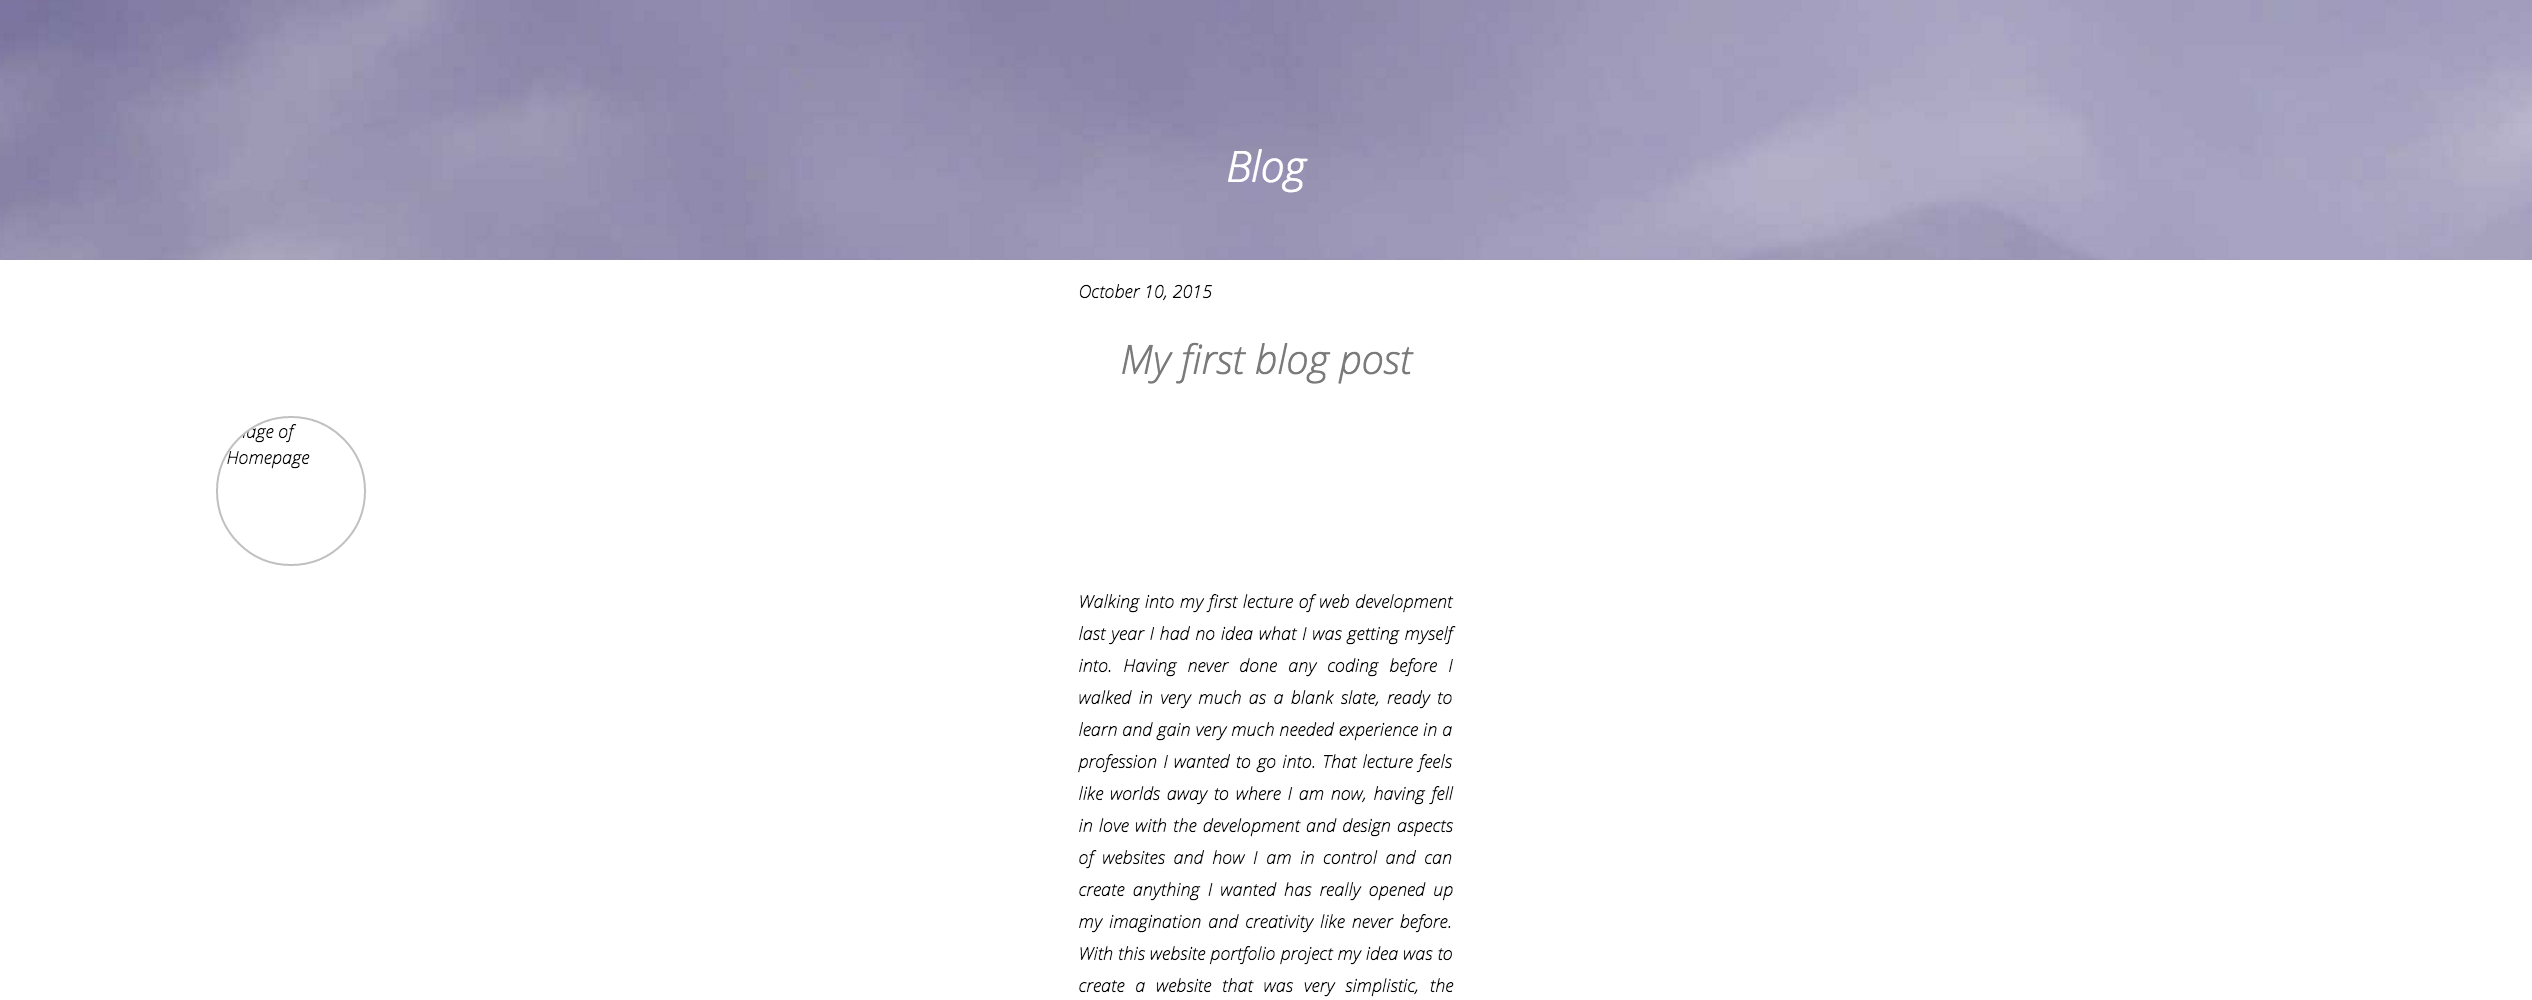 Blog
October 10, 2015
My first blog post
age of
Homepage
Walking into my first lecture of web development
last year I had no idea what I was getting myself
into. Having never done any coding before I
walked in very much as a blank slate, ready to
learn and gain very much needed experience in a
profession I wanted to go into. That lecture feels
like worlds away to where I am now, having fell
in love with the development and design aspects
of websites and how I am in control and can
create anything I wanted has really opened up
my imagination and creativity like never before.
With this website portfolio project my idea was to
create a website that was very simplistic, the